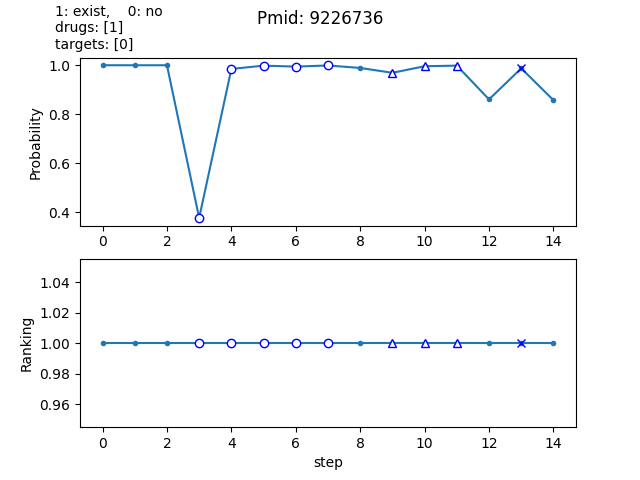 1: exist,    0: no
drugs: [1]
targets: [0]
Pmid: 9226736
Probability
1.0
0.8
0.6
0.4
0 2 4 6 8 10 12 14
Ranking
1.04
1.02
1.00
0.98
0.96
0 2 4 6 8 10 12 14
step